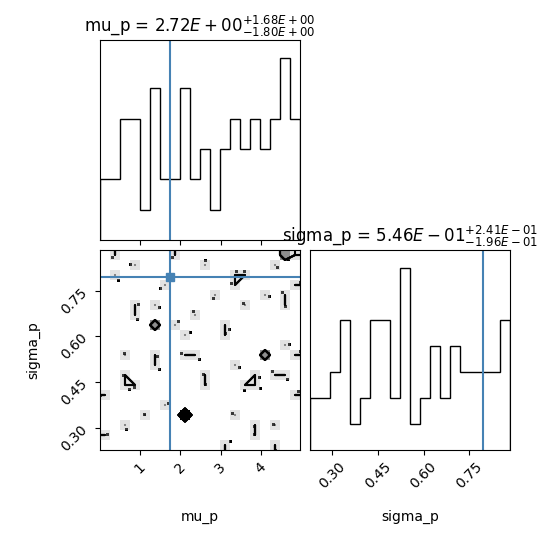 mu_p = 2.72E + 00 +1.68E + 00 −1.80E + 00
sigma_p = 5.46E − 01 +2.41E − 01 −1.96E − 01
sigma_p
0.75
0.60
0.45
0.30
1 2 3 4
0.30 0.45 0.60 0.75
mu_p
sigma_p